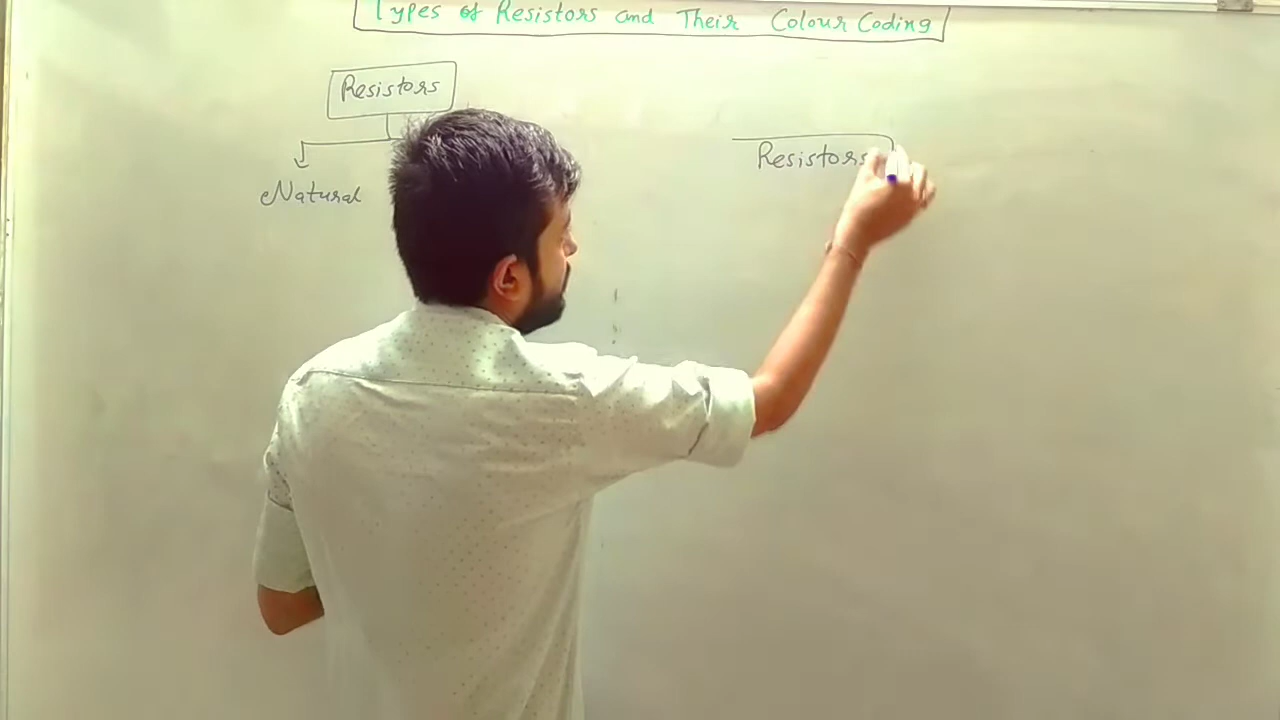 Types of Resistors and Their Colour Coding
Resistors
Natural
Resistors